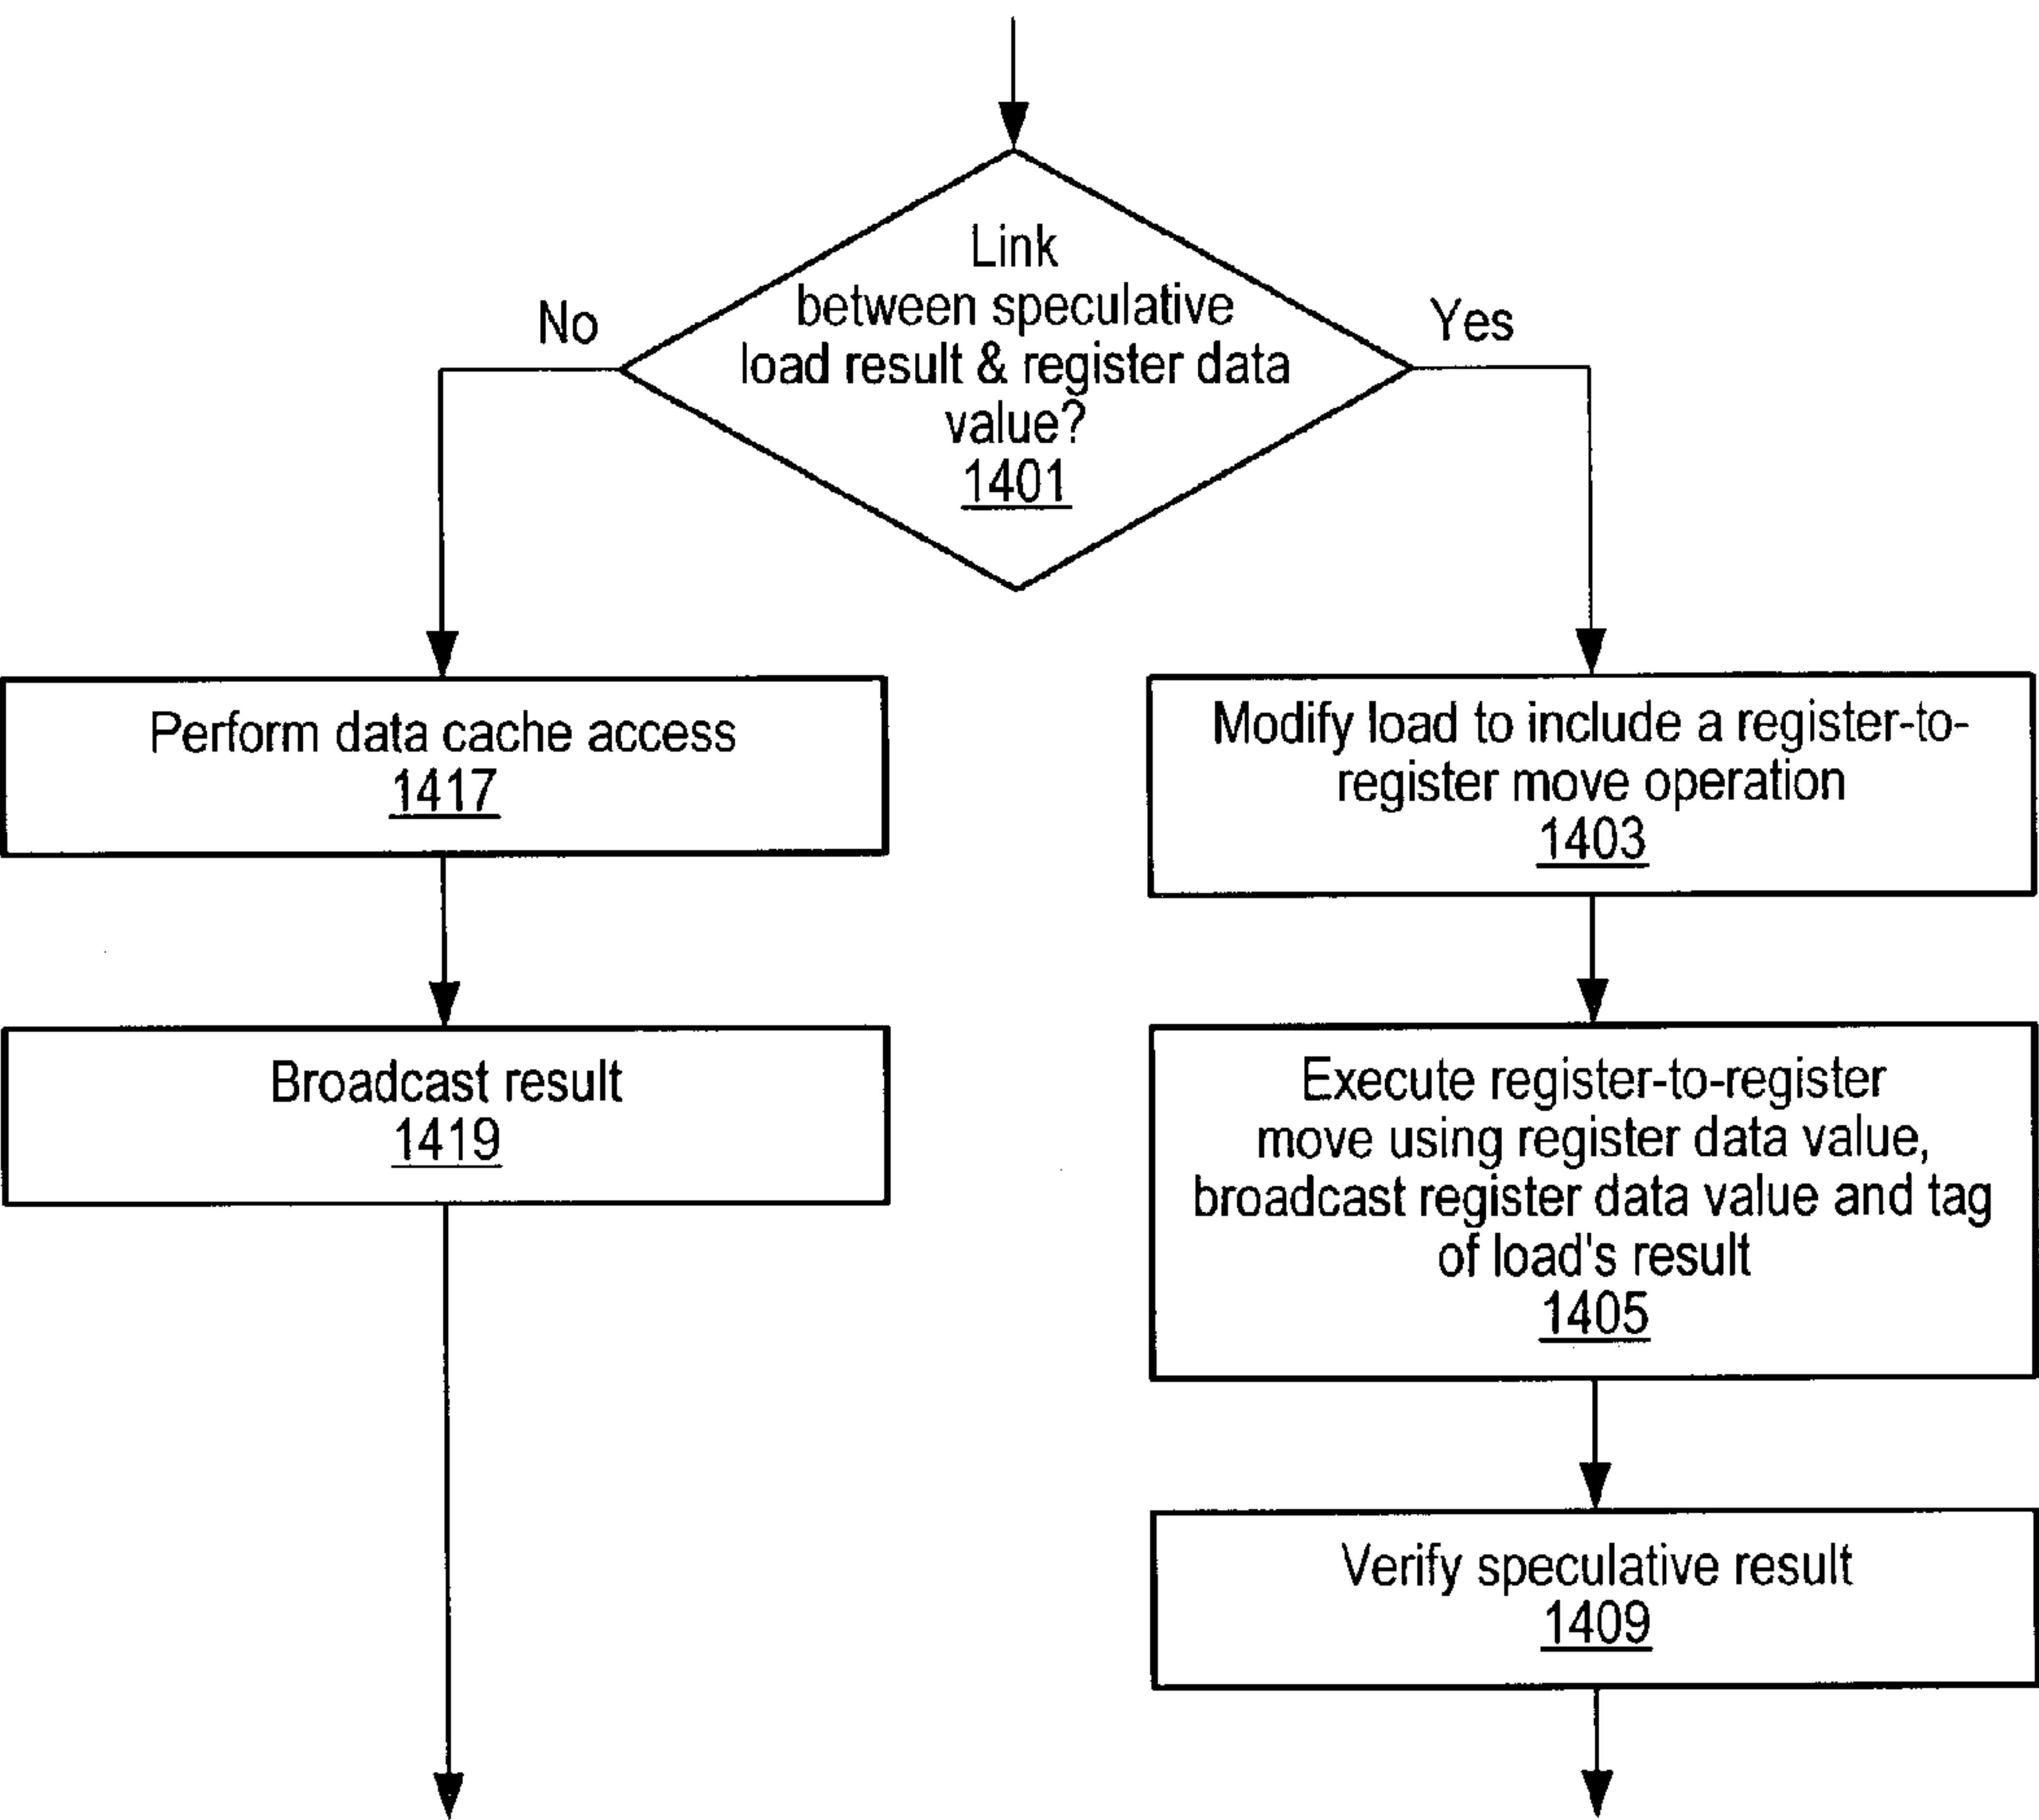 Link
between speculative
load result & register data
value?
1401
No
Yes
Perform data cache access
1417
Broadcast result
1419
Modify load to include a register-to-
register move operation
1403
Execute register-to-register
move using register data value,
broadcast register data value and tag
of load's result
1405
Verify speculative result
1409